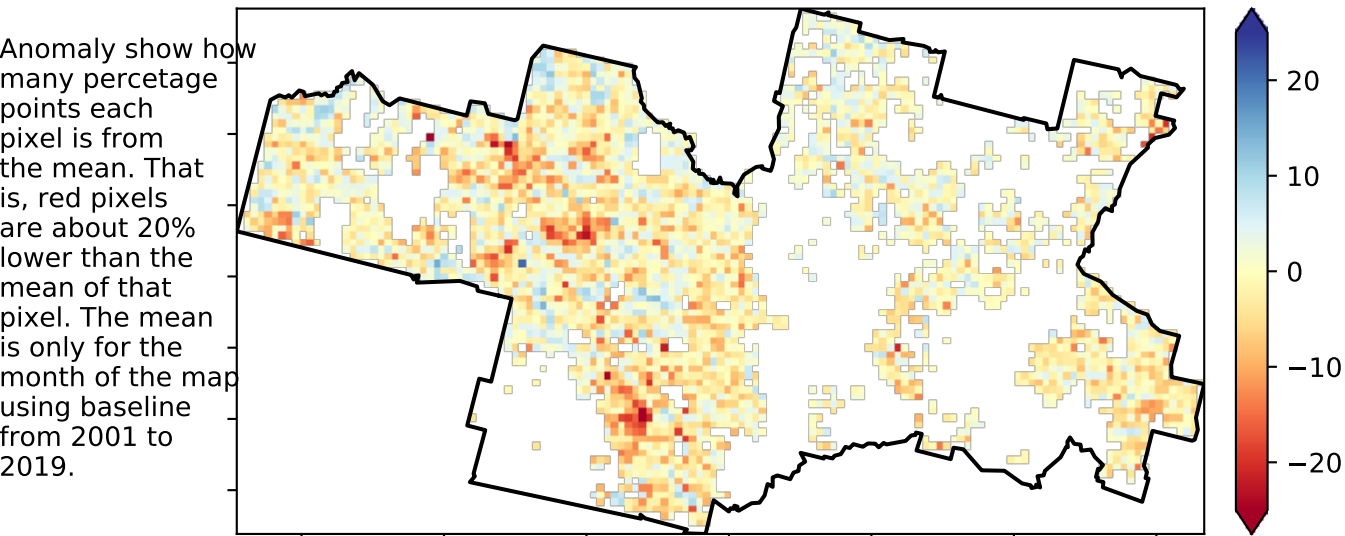 Anomaly show how
many percetage
points each
pixel is from
the mean. That
is, red pixels
are about 20%
lower than the
mean of that
pixel. The mean
is only for the
month of the map
using baseline
from 2001 to
2019.
20
10
0
−10
−20